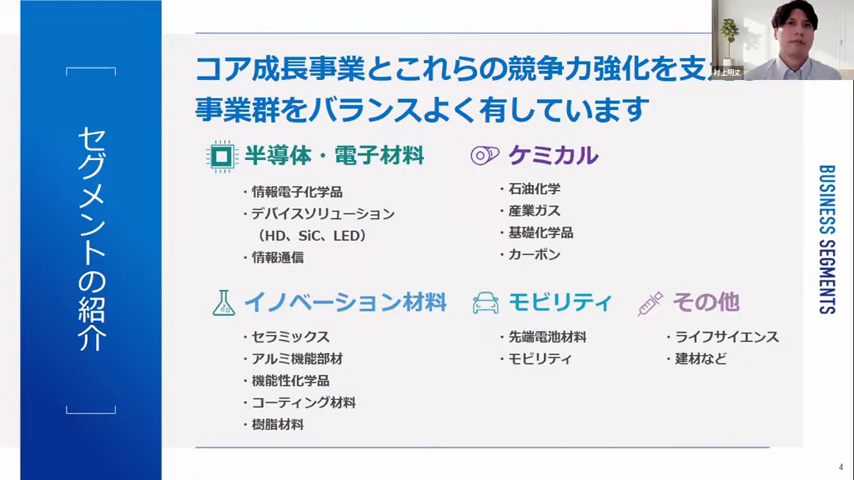 セグメントの紹介
コア成長事業とこれらの競争力強化を支え
事業群をバランスよく有しています
半導体・電子材料
・情報電子化学品
・デバイスソリューション
（HD、SiC、LED）
・情報通信
ケミカル
・石油化学
・産業ガス
・基礎化学品
・カーボン
イノベーション材料
・セラミックス
・アルミ機能部材
・機能性化学品
・コーティング材料
・樹脂材料
モビリティ
・先端電池材料
・モビリティ
その他
・ライフサイエンス
・建材など
BUSINESS SEGMENTS
村上明丈
4